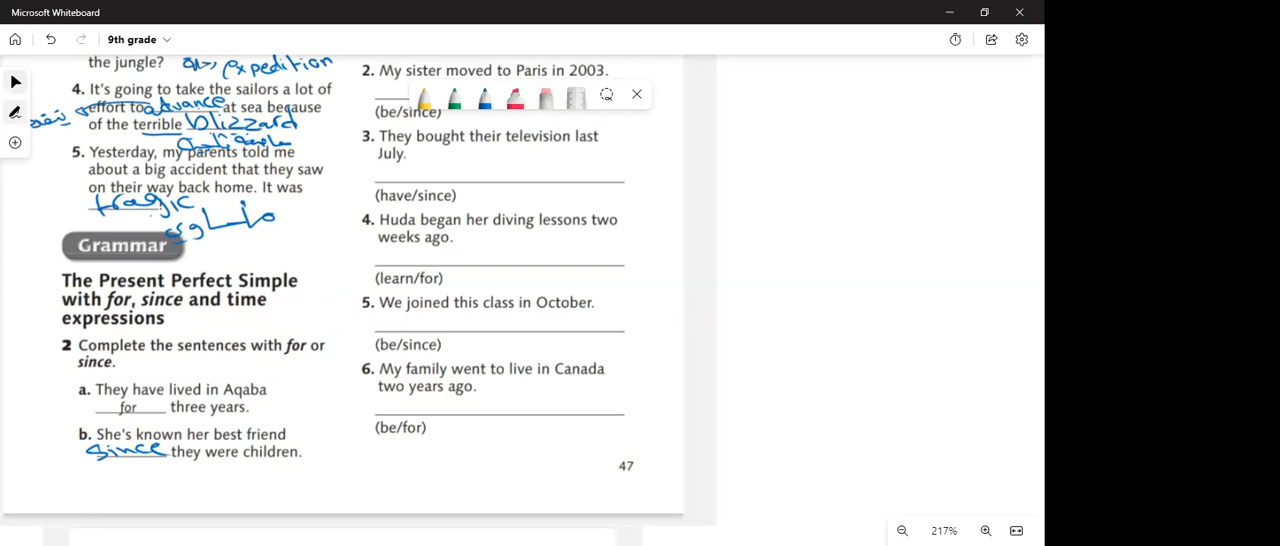 Microsoft Whiteboard
9th grade
the jungle? expedition
4. It's going to take the sailors a lot of
effort to advance at sea because
of the terrible blizzard
5. Yesterday, my parents told me
about a big accident that they saw
on their way back home. It was
tragic
مأساوي
Grammar
The Present Perfect Simple
with for, since and time
expressions
2 Complete the sentences with for or
since.
a. They have lived in Aqaba
for three years.
b. She's known her best friend
since they were children.
2. My sister moved to Paris in 2003.
(be/since)
3. They bought their television last
July.
(have/since)
4. Huda began her diving lessons two
weeks ago.
(learn/for)
5. We joined this class in October.
(be/since)
6. My family went to live in Canada
two years ago.
(be/for)
47
217%